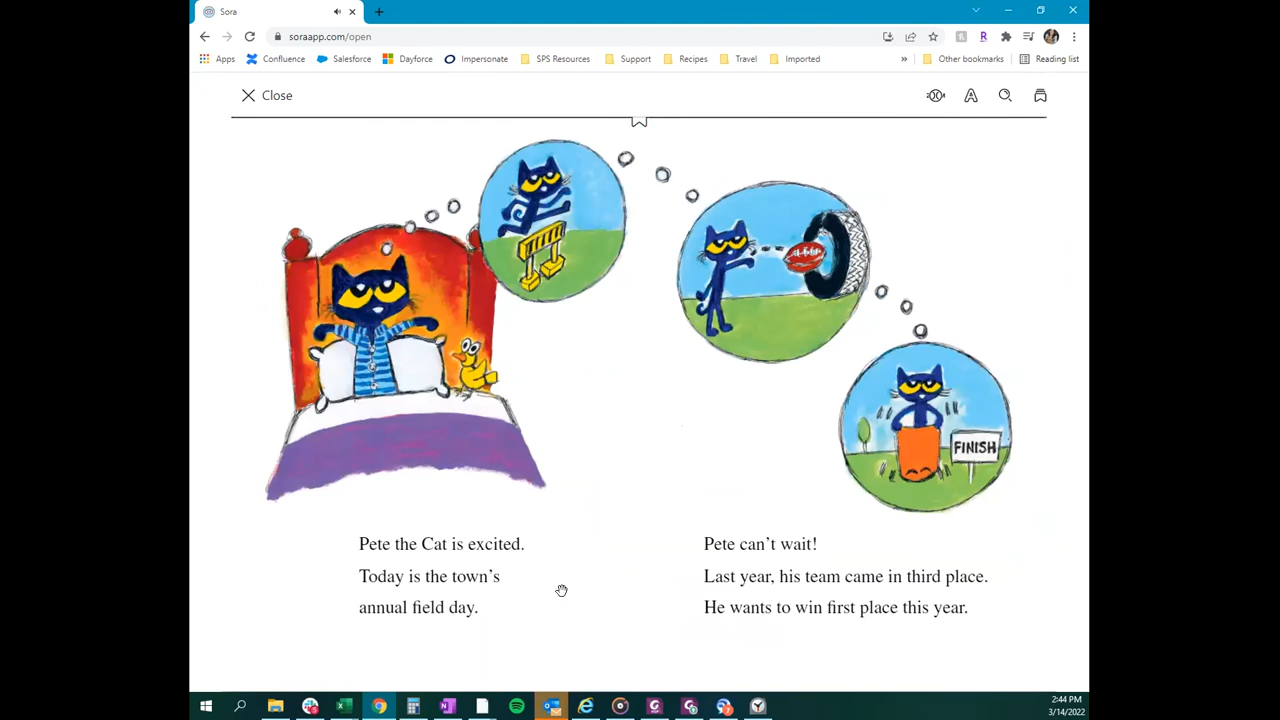 Sora
soraapp.com/open
Apps Confluence Salesforce Dayforce Impersonate SPS Resources Support Recipes Travel Imported » Other bookmarks Reading list
Close
FINISH
Pete the Cat is excited.
Today is the town's
annual field day.
Pete can't wait!
Last year, his team came in third place.
He wants to win first place this year.
2:44 PM
3/14/2022